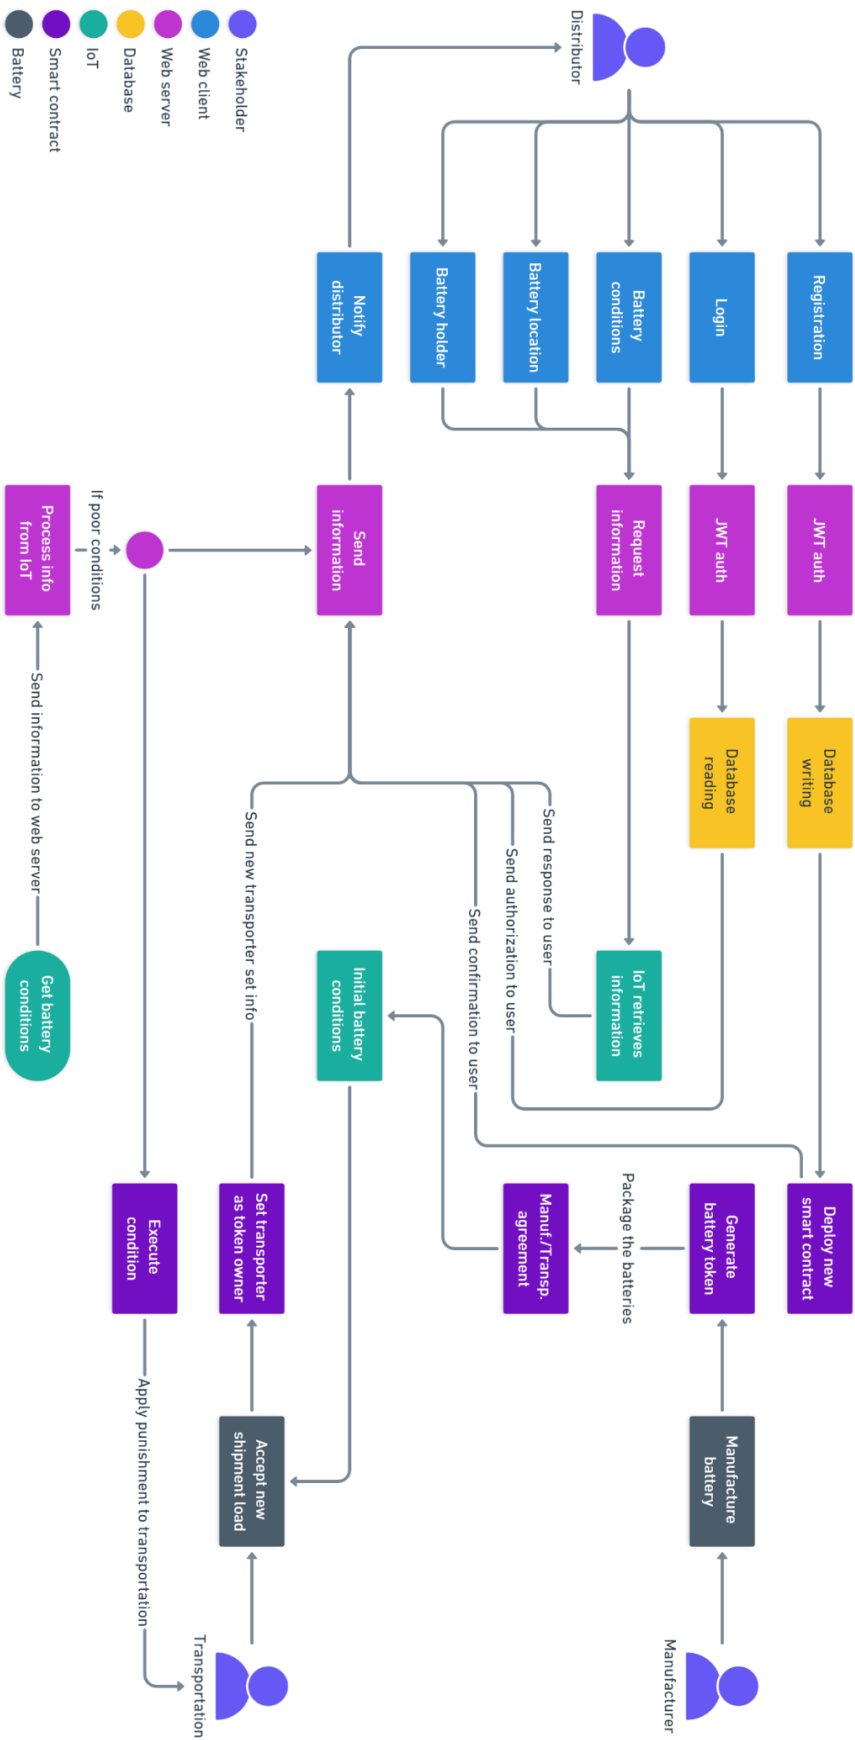 Registration
JWT auth
Database
writing
Deploy new
smart contract
Distributor
Login
JWT auth
Database
reading
Generate
battery token
Manufacture
battery
Manufacturer
Battery
conditions
Request
information
IoT retrieves
information
Package the batteries
Battery location
Send response to user
Manuf./Transp.
agreement
Send authorization to user
Battery holder
Send confirmation to user
Notify
distributor
Send
information
Initial battery
conditions
Send new transporter set info
Set transporter
as token owner
Accept new
shipment load
Transportation
Execute
condition
Apply punishment to transportation
If poor conditions
Process info
from IoT
Send information to web server
Get battery
conditions
Stakeholder
Web client
Web server
Database
IoT
Smart contract
Battery